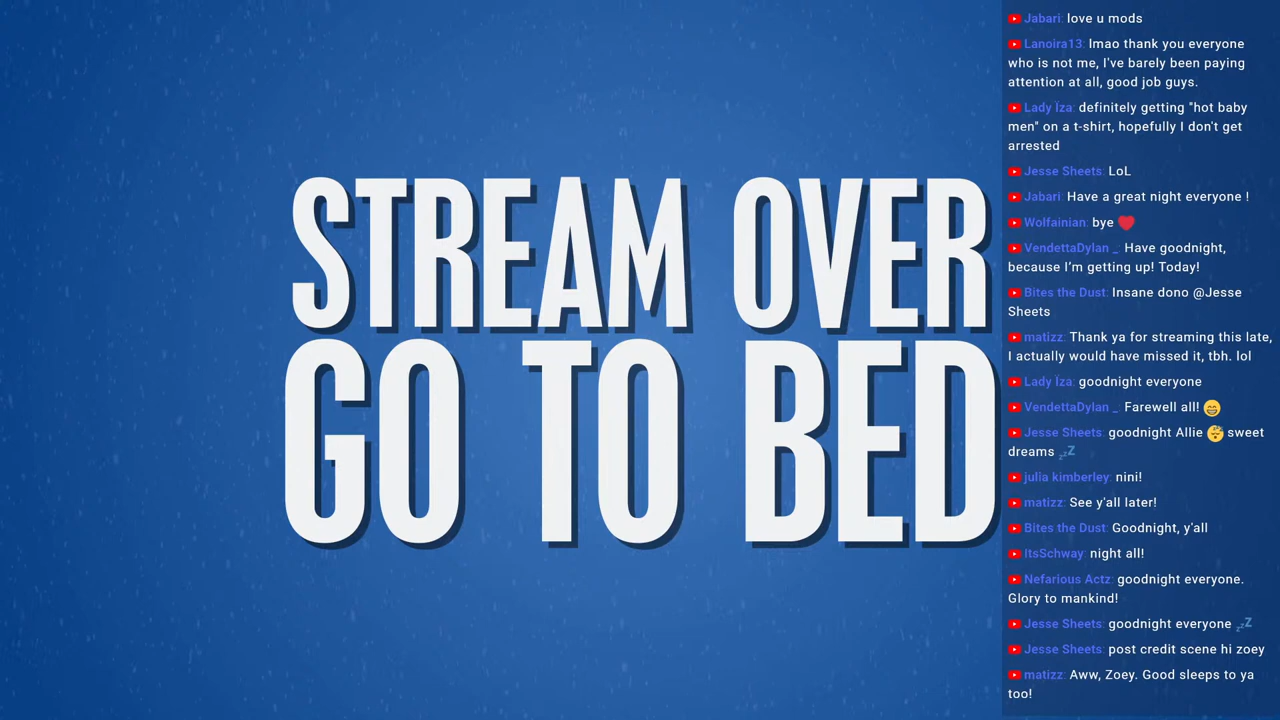 STREAM OVER
GO TO BED
Jabari: love u mods
Lanoira13: lmao thank you everyone
who is not me, I've barely been paying
attention at all, good job guys.
Lady Ïza: definitely getting "hot baby
men" on a t-shirt, hopefully I don't get
arrested
Jesse Sheets: LoL
Jabari: Have a great night everyone !
Wolfainian: bye ❤️
VendettaDylan _: Have goodnight,
because I’m getting up! Today!
Bites the Dust: Insane dono @Jesse
Sheets
matizz: Thank ya for streaming this late,
I actually would have missed it, tbh. lol
Lady Ïza: goodnight everyone
VendettaDylan _: Farewell all! 😄
Jesse Sheets: goodnight Allie 😴 sweet
dreams 💤
julia kimberley: nini!
matizz: See y'all later!
Bites the Dust: Goodnight, y'all
ItsSchway: night all!
Nefarious Actz: goodnight everyone.
Glory to mankind!
Jesse Sheets: goodnight everyone 💤
Jesse Sheets: post credit scene hi zoey
matizz: Aww, Zoey. Good sleeps to ya
too!